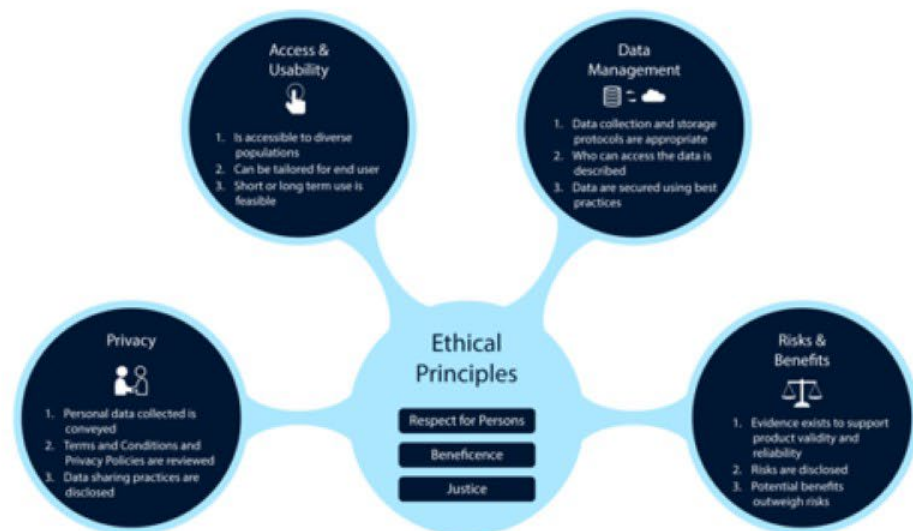 Access &
Usability
1. Is accessible to diverse
populations
2. Can be tailored for end user
3. Short or long term use is
feasible
Data
Management
1. Data collection and storage
protocols are appropriate
2. Who can access the data is
described
3. Data are secured using best
practices
Privacy
1. Personal data collected is
conveyed
2. Terms and Conditions and
Privacy Policies are reviewed
3. Data sharing practices are
disclosed
Ethical
Principles
Respect for Persons
Beneficence
Justice
Risks &
Benefits
1. Evidence exists to support
product validity and
reliability
2. Risks are disclosed
3. Potential benefits
outweigh risks